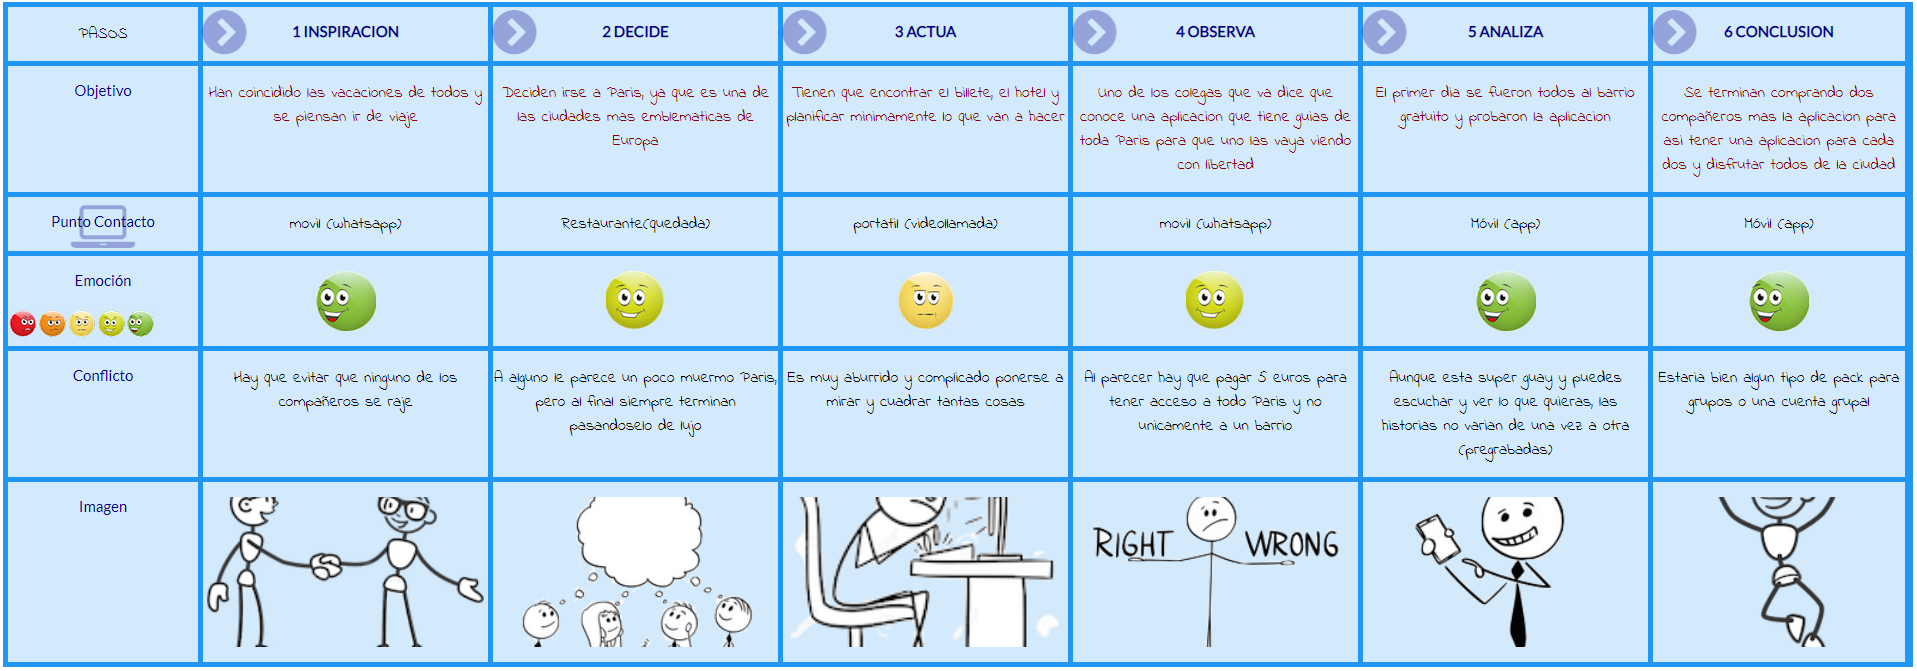 PASOS
1 INSPIRACION
2 DECIDE
3 ACTUA
4 OBSERVA
5 ANALIZA
6 CONCLUSION
Objetivo
Han coincidido las vacaciones de todos y
se piensan ir de viaje
Deciden irse a Paris, ya que es una de
las ciudades mas emblematicas de
Europa
Tienen que encontrar el billete, el hotel y
planificar minimamente lo que van a hacer
Uno de los colegas que va dice que
conoce una aplicacion que tiene guias de
toda Paris para que uno las vaya viendo
con libertad
El primer dia se fueron todos al barrio
gratuito y probaron la aplicacion
Se terminan comprando dos
compañeros mas la aplicacion para
asi tener una aplicacion para cada
dos y disfrutar todos de la ciudad
Punto Contacto
movil (whatsapp)
Restaurante(quedada)
portatil (videollamada)
movil (whatsapp)
Móvil (app)
Móvil (app)
Emoción
Conflicto
Hay que evitar que ninguno de los
compañeros se raje
A alguno le parece un poco muermo Paris,
pero al final siempre terminan
pasandoselo de lujo
Es muy aburrido y complicado ponerse a
mirar y cuadrar tantas cosas
Al parecer hay que pagar 5 euros para
tener acceso a todo Paris y no
unicamente a un barrio
Aunque esta super guay y puedes
escuchar y ver lo que quieras, las
historias no varian de una vez a otra
(pregrabadas)
Estaria bien algun tipo de pack para
grupos o una cuenta grupal
Imagen
RIGHT
WRONG